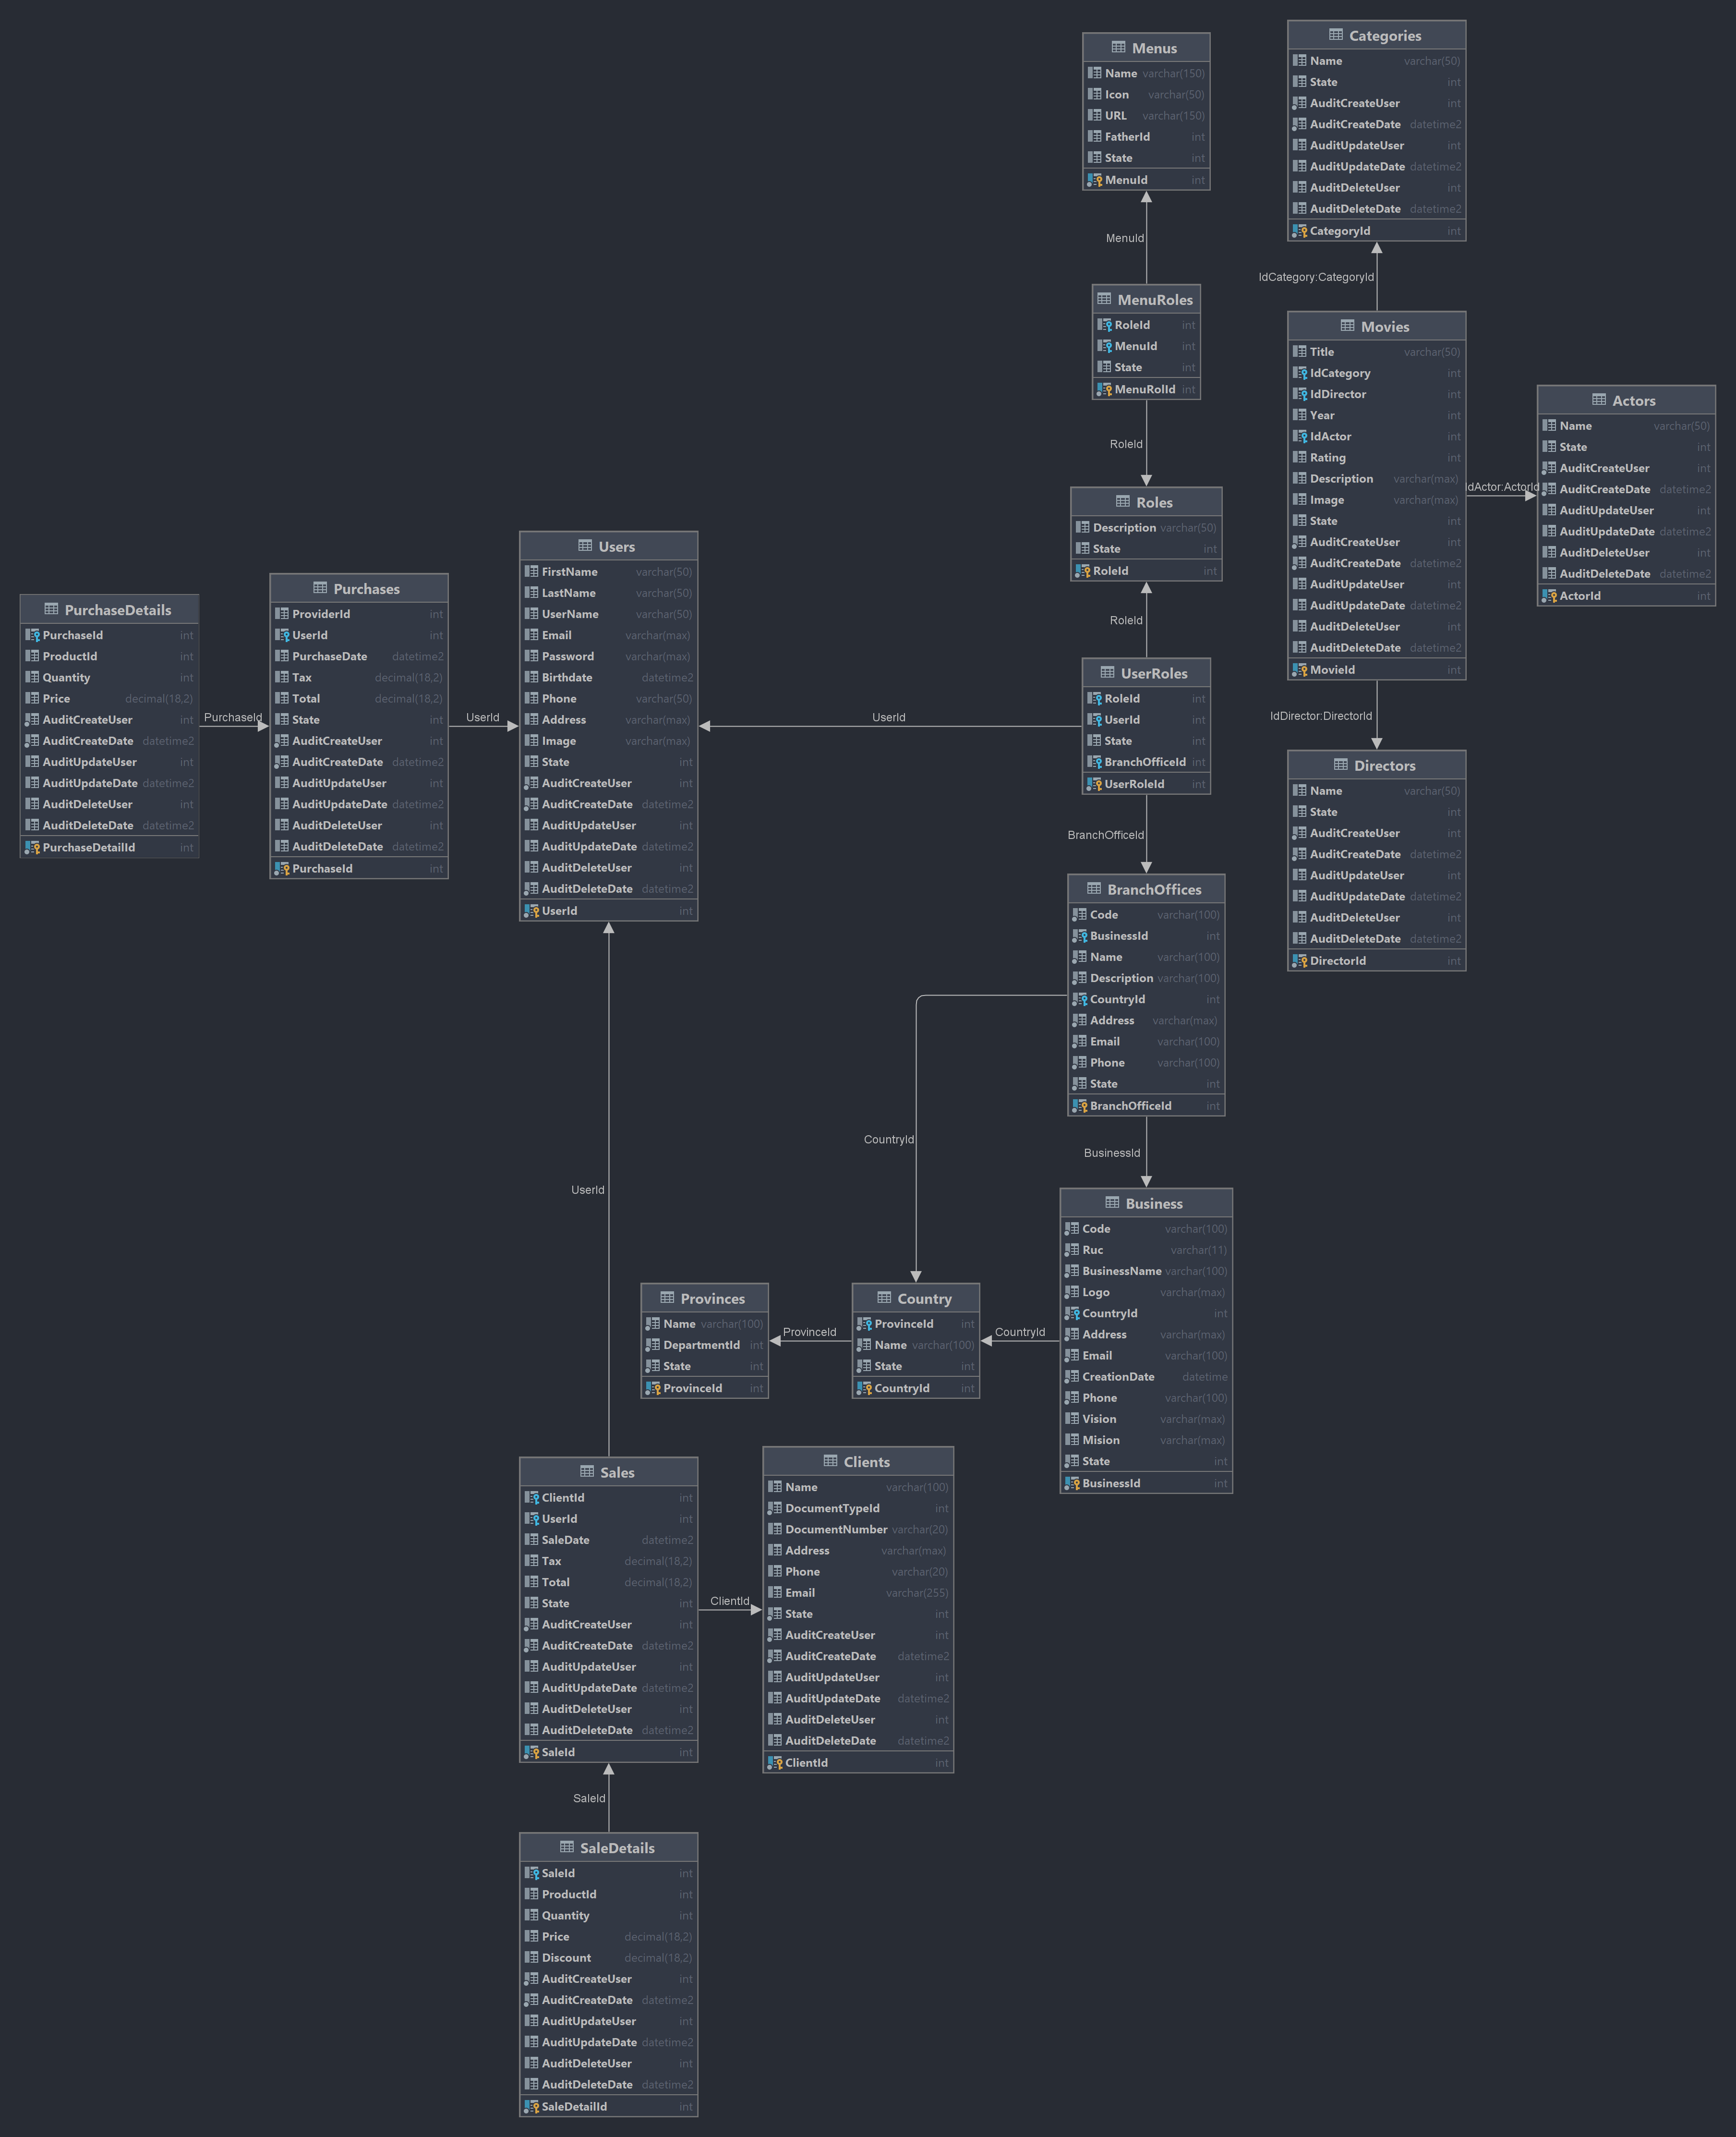 Menus
Name varchar(150)
Icon varchar(50)
URL varchar(150)
FatherId int
State int
MenuId int
Categories
Name varchar(50)
State int
AuditCreateUser int
AuditCreateDate datetime2
AuditUpdateUser int
AuditUpdateDate datetime2
AuditDeleteUser int
AuditDeleteDate datetime2
CategoryId int
MenuId
IdCategory:CategoryId
MenuRoles
RoleId int
MenuId int
State int
MenuRolId int
Movies
Title varchar(50)
IdCategory int
IdDirector int
Year int
IdActor int
Rating int
Description varchar(max)
Image varchar(max)
State int
AuditCreateUser int
AuditCreateDate datetime2
AuditUpdateUser int
AuditUpdateDate datetime2
AuditDeleteUser int
AuditDeleteDate datetime2
MovieId int
IdActor:ActorId
Actors
Name varchar(50)
State int
AuditCreateUser int
AuditCreateDate datetime2
AuditUpdateUser int
AuditUpdateDate datetime2
AuditDeleteUser int
AuditDeleteDate datetime2
ActorId int
RoleId
Roles
Description varchar(50)
State int
RoleId int
RoleId
Users
FirstName varchar(50)
LastName varchar(50)
UserName varchar(50)
Email varchar(max)
Password varchar(max)
Birthdate datetime2
Phone varchar(50)
Address varchar(max)
Image varchar(max)
State int
AuditCreateUser int
AuditCreateDate datetime2
AuditUpdateUser int
AuditUpdateDate datetime2
AuditDeleteUser int
AuditDeleteDate datetime2
UserId int
Purchases
ProviderId int
UserId int
PurchaseDate datetime2
Tax decimal(18,2)
Total decimal(18,2)
State int
AuditCreateUser int
AuditCreateDate datetime2
AuditUpdateUser int
AuditUpdateDate datetime2
AuditDeleteUser int
AuditDeleteDate datetime2
PurchaseId int
PurchaseDetails
PurchaseId int
ProductId int
Quantity int
Price decimal(18,2)
AuditCreateUser int
AuditCreateDate datetime2
AuditUpdateUser int
AuditUpdateDate datetime2
AuditDeleteUser int
AuditDeleteDate datetime2
PurchaseDetailId int
PurchaseId
UserId
UserId
UserRoles
RoleId int
UserId int
State int
BranchOfficeId int
UserRoleId int
IdDirector:DirectorId
Directors
Name varchar(50)
State int
AuditCreateUser int
AuditCreateDate datetime2
AuditUpdateUser int
AuditUpdateDate datetime2
AuditDeleteUser int
AuditDeleteDate datetime2
DirectorId int
BranchOfficeId
BranchOffices
Code varchar(100)
BusinessId int
Name varchar(100)
Description varchar(100)
CountryId int
Address varchar(max)
Email varchar(100)
Phone varchar(100)
State int
BranchOfficeId int
CountryId
BusinessId
UserId
Business
Code varchar(100)
Ruc varchar(11)
BusinessName varchar(100)
Logo varchar(max)
CountryId int
Address varchar(max)
Email varchar(100)
CreationDate datetime
Phone varchar(100)
Vision varchar(max)
Mision varchar(max)
State int
BusinessId int
Provinces
Name varchar(100)
DepartmentId int
State int
ProvinceId int
ProvinceId
Country
ProvinceId int
Name varchar(100)
State int
CountryId int
CountryId
Sales
ClientId int
UserId int
SaleDate datetime2
Tax decimal(18,2)
Total decimal(18,2)
State int
AuditCreateUser int
AuditCreateDate datetime2
AuditUpdateUser int
AuditUpdateDate datetime2
AuditDeleteUser int
AuditDeleteDate datetime2
SaleId int
ClientId
Clients
Name varchar(100)
DocumentTypeId int
DocumentNumber varchar(20)
Address varchar(max)
Phone varchar(20)
Email varchar(255)
State int
AuditCreateUser int
AuditCreateDate datetime2
AuditUpdateUser int
AuditUpdateDate datetime2
AuditDeleteUser int
AuditDeleteDate datetime2
ClientId int
SaleId
SaleDetails
SaleId int
ProductId int
Quantity int
Price decimal(18,2)
Discount decimal(18,2)
AuditCreateUser int
AuditCreateDate datetime2
AuditUpdateUser int
AuditUpdateDate datetime2
AuditDeleteUser int
AuditDeleteDate datetime2
SaleDetailId int